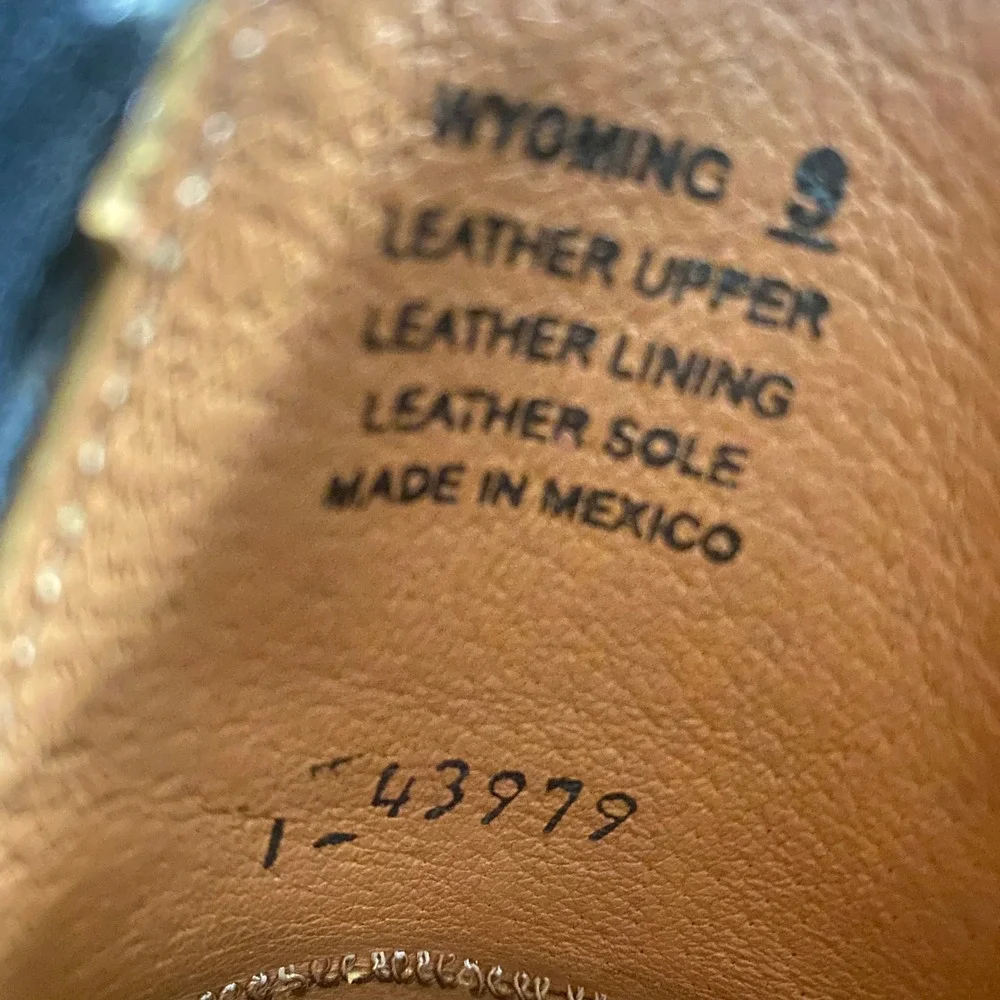 WYOMING 9
LEATHER UPPER
LEATHER LINING
LEATHER SOLE
MADE IN MEXICO
1-43979